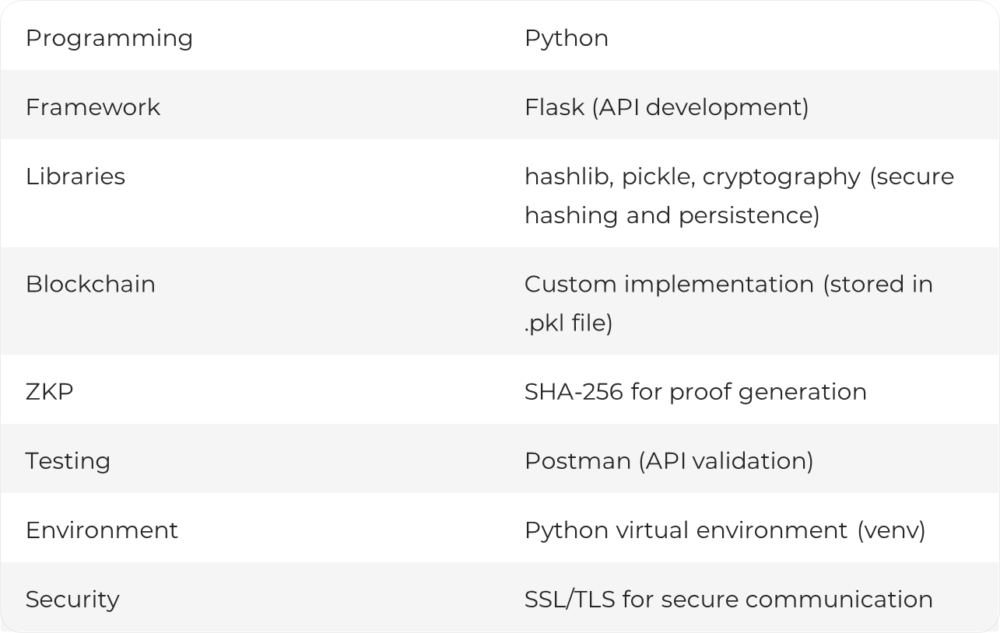 Programming
Python
Framework
Flask (API development)
Libraries
hashlib, pickle, cryptography (secure
hashing and persistence)
Blockchain
Custom implementation (stored in
.pkl file)
ZKP
SHA-256 for proof generation
Testing
Postman (API validation)
Environment
Python virtual environment (venv)
Security
SSL/TLS for secure communication